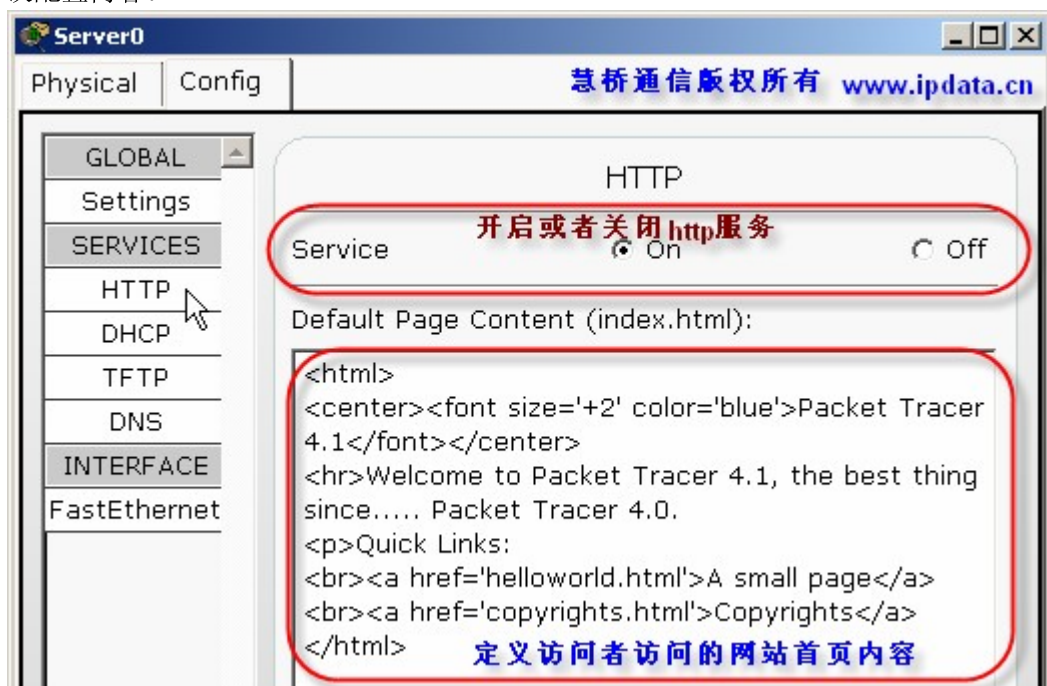 Server0
Physical Config 慧桥通信版权所有 www.ipdata.cn
GLOBAL
Settings
SERVICES
HTTP
DHCP
TFTP
DNS
INTERFACE
FastEthernet
HTTP
开启或者关闭http服务
Service On Off
Default Page Content (index.html):
<html>
<center><font size='+2' color='blue'>Packet Tracer
4.1</font></center>
<hr>Welcome to Packet Tracer 4.1, the best thing
since..... Packet Tracer 4.0.
<p>Quick Links:
<br><a href='helloworld.html'>A small page</a>
<br><a href='copyrights.html'>Copyrights</a>
</html>
定义访问者访问的网站首页内容